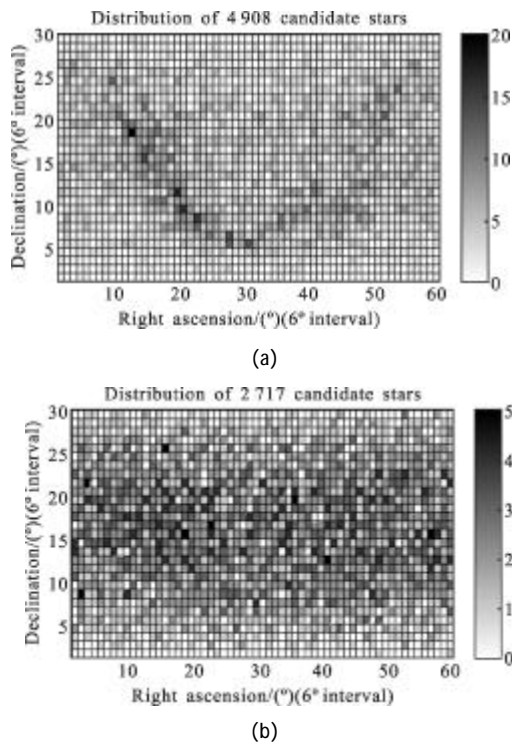 Distribution of 4 908 candidate stars
30
25
20
15
10
5
10 20 30 40 50 60
20
15
10
5
0
Declination/(°)(6° interval)
Right ascension/(°)(6° interval)
(a)
Distribution of 2 717 candidate stars
30
25
20
15
10
5
10 20 30 40 50 60
5
4
3
2
1
0
Declination/(°)(6° interval)
Right ascension/(°)(6° interval)
(b)